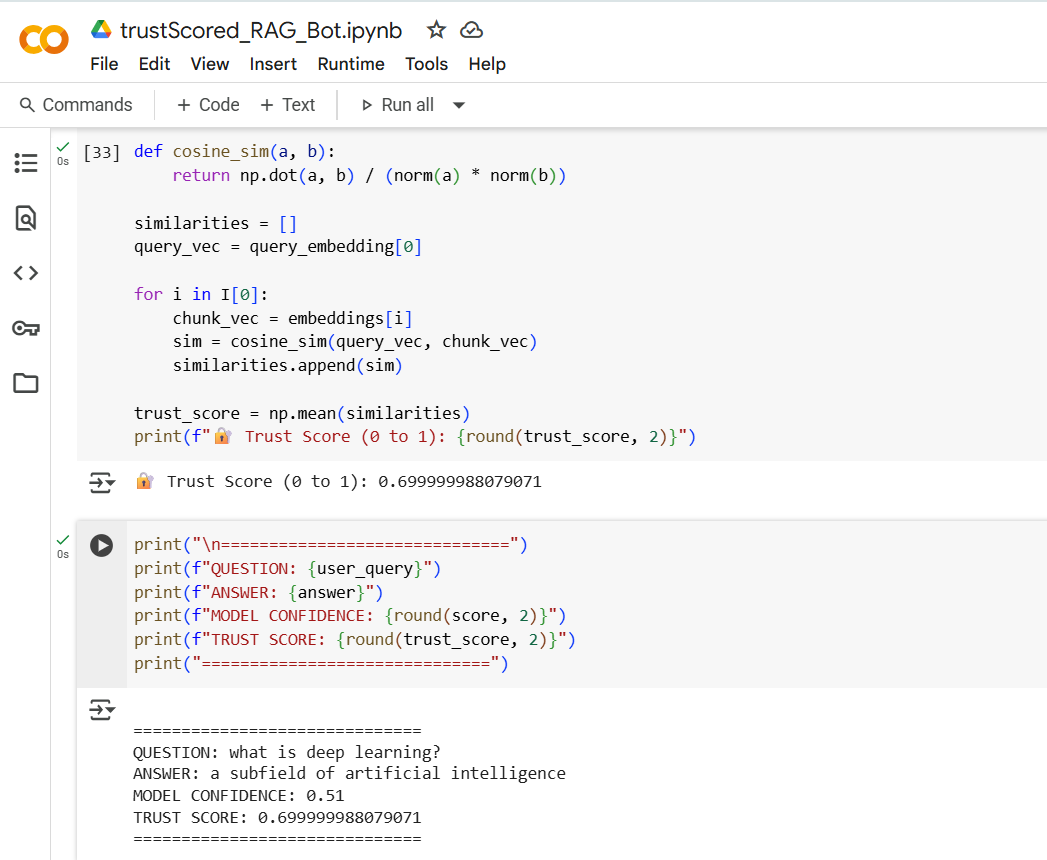 trustScored_RAG_Bot.ipynb
File Edit View Insert Runtime Tools Help
Commands + Code + Text Run all
0s
[33] def cosine_sim(a, b):
    return np.dot(a, b) / (norm(a) * norm(b))

similarities = []
query_vec = query_embedding[0]

for i in I[0]:
    chunk_vec = embeddings[i]
    sim = cosine_sim(query_vec, chunk_vec)
    similarities.append(sim)

trust_score = np.mean(similarities)
print(f"🔐 Trust Score (0 to 1): {round(trust_score, 2)}")
🔐 Trust Score (0 to 1): 0.699999988079071
0s
print("\n==============================")
print(f"QUESTION: {user_query}")
print(f"ANSWER: {answer}")
print(f"MODEL CONFIDENCE: {round(score, 2)}")
print(f"TRUST SCORE: {round(trust_score, 2)}")
print("==============================")

==============================
QUESTION: what is deep learning?
ANSWER: a subfield of artificial intelligence
MODEL CONFIDENCE: 0.51
TRUST SCORE: 0.699999988079071
==============================